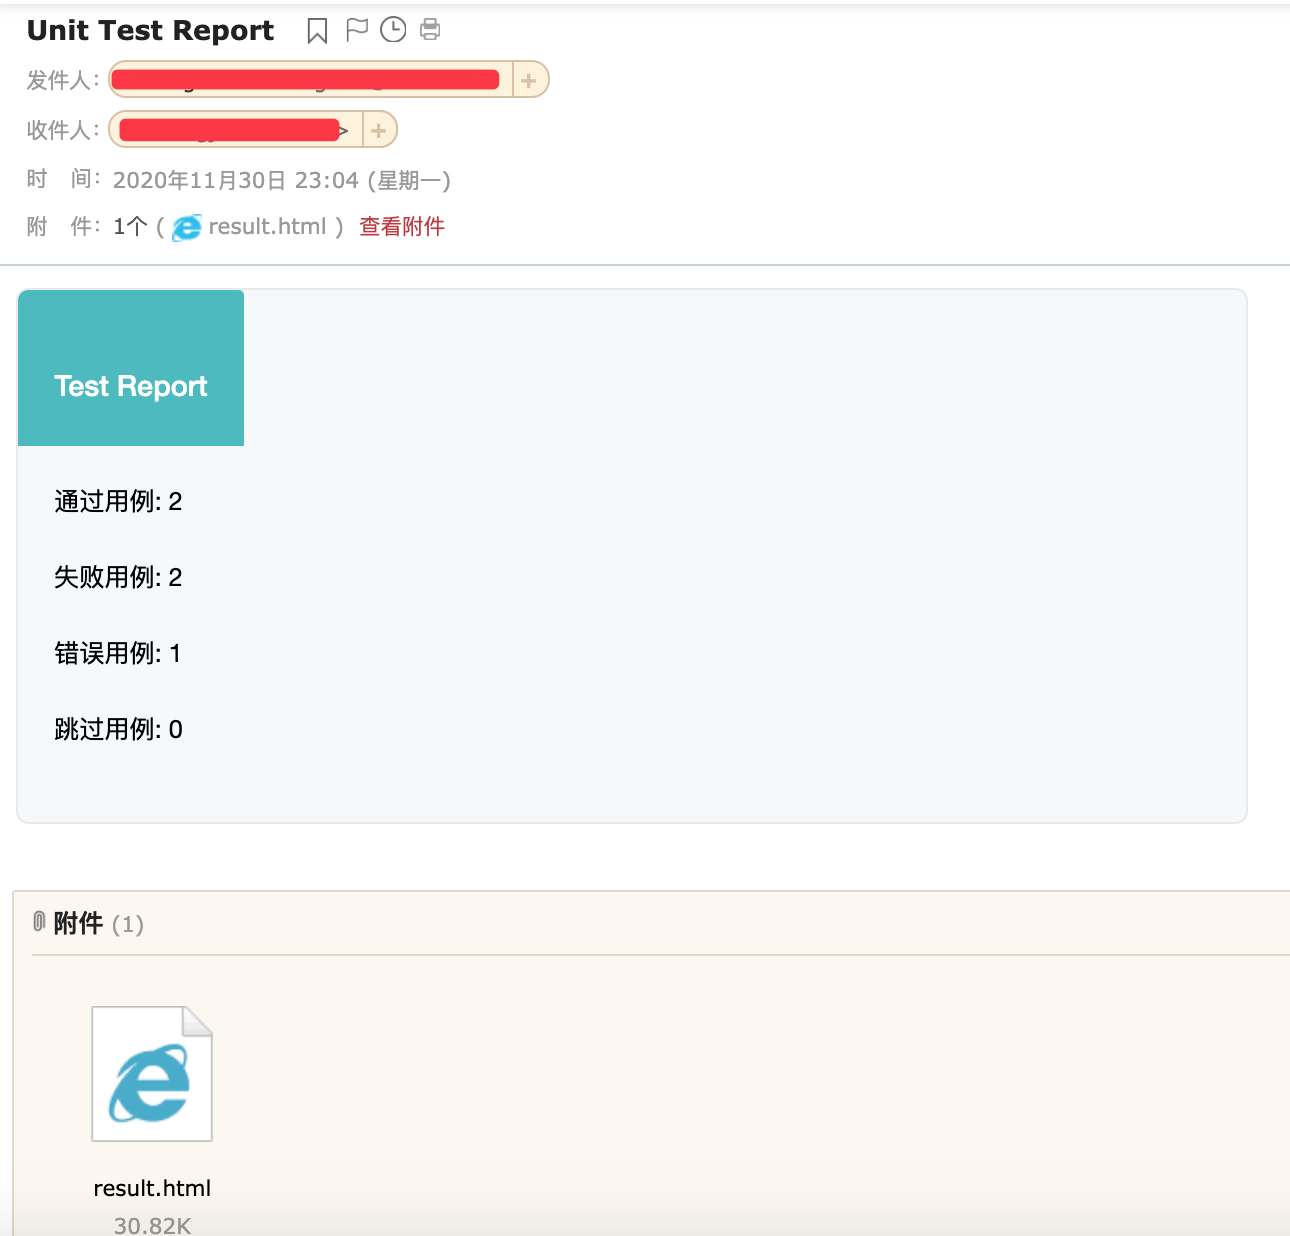 Unit Test Report
发件人：
收件人： >
时 间： 2020年11月30日 23:04 (星期一)
附 件： 1个 ( result.html ) 查看附件
Test Report
通过用例: 2
失败用例: 2
错误用例: 1
跳过用例: 0
附件 (1)
result.html
30.82K